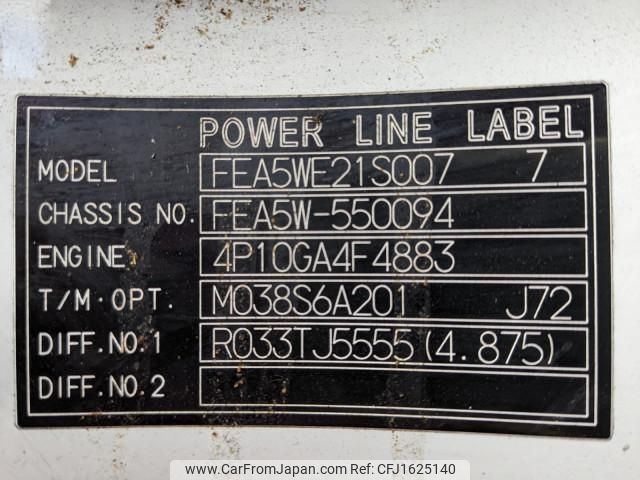 POWER LINE LABEL
MODEL FEA5WE21S007 7
CHASSIS NO. FEA5W-550094
ENGINE 4P10GA4F4883
T/M·OPT. M038S6A201 J72
DIFF.NO.1 R033TJ5555(4.875)
DIFF.NO.2
www.CarFromJapan.com - CFJ1625140